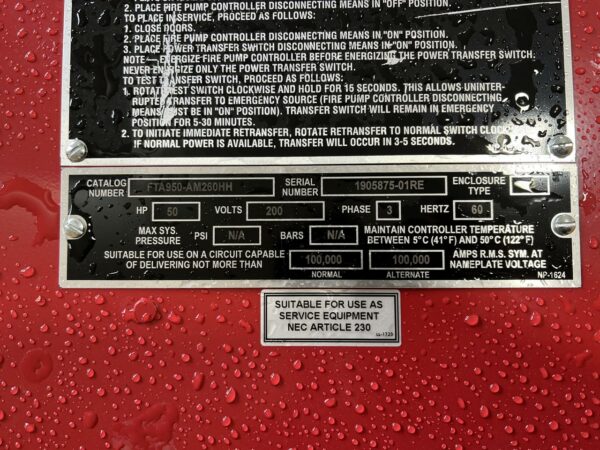 PLACE FIRE PUMP CONTROLLER DISCONNECTING MEANS IN "OFF" POSITION.
TO PLACE IN SERVICE, PROCEED AS FOLLOWS:
1. CLOSE DOORS.
2. PLACE FIRE PUMP CONTROLLER DISCONNECTING MEANS IN "ON" POSITION.
3. PLACE POWER TRANSFER SWITCH DISCONNECTING MEANS IN "ON" POSITION.
NOTE - ENERGIZE FIRE PUMP CONTROLLER BEFORE ENERGIZING THE POWER TRANSFER SWITCH.
NEVER ENERGIZE ONLY THE POWER TRANSFER SWITCH.
TO TEST TRANSFER SWITCH, PROCEED AS FOLLOWS:
1. ROTATE TEST SWITCH CLOCKWISE AND HOLD FOR 15 SECONDS. THIS ALLOWS UNINTER-
RUPTED TRANSFER TO EMERGENCY SOURCE (FIRE PUMP CONTROLLER DISCONNECTING
MEANS MUST BE IN "ON" POSITION). TRANSFER SWITCH WILL REMAIN IN EMERGENCY
POSITION FOR 5-30 MINUTES.
2. TO INITIATE IMMEDIATE RETRANSFER, ROTATE RETRANSFER TO NORMAL SWITCH CLOCKWISE
IF NORMAL POWER IS AVAILABLE, TRANSFER WILL OCCUR IN 3-5 SECONDS.
CATALOG NUMBER FTA950-AM260HH SERIAL NUMBER 1905875-01RE ENCLOSURE TYPE
HP 50 VOLTS 200 PHASE 3 HERTZ 60
MAX SYS. PRESSURE PSI N/A BARS N/A MAINTAIN CONTROLLER TEMPERATURE
BETWEEN 5°C (41°F) AND 50°C (122°F)
SUITABLE FOR USE ON A CIRCUIT CAPABLE
OF DELIVERING NOT MORE THAN 100,000 100,000 AMPS R.M.S. SYM. AT
NAMEPLATE VOLTAGE
NORMAL ALTERNATE NP-1624
SUITABLE FOR USE AS
SERVICE EQUIPMENT
NEC ARTICLE 230